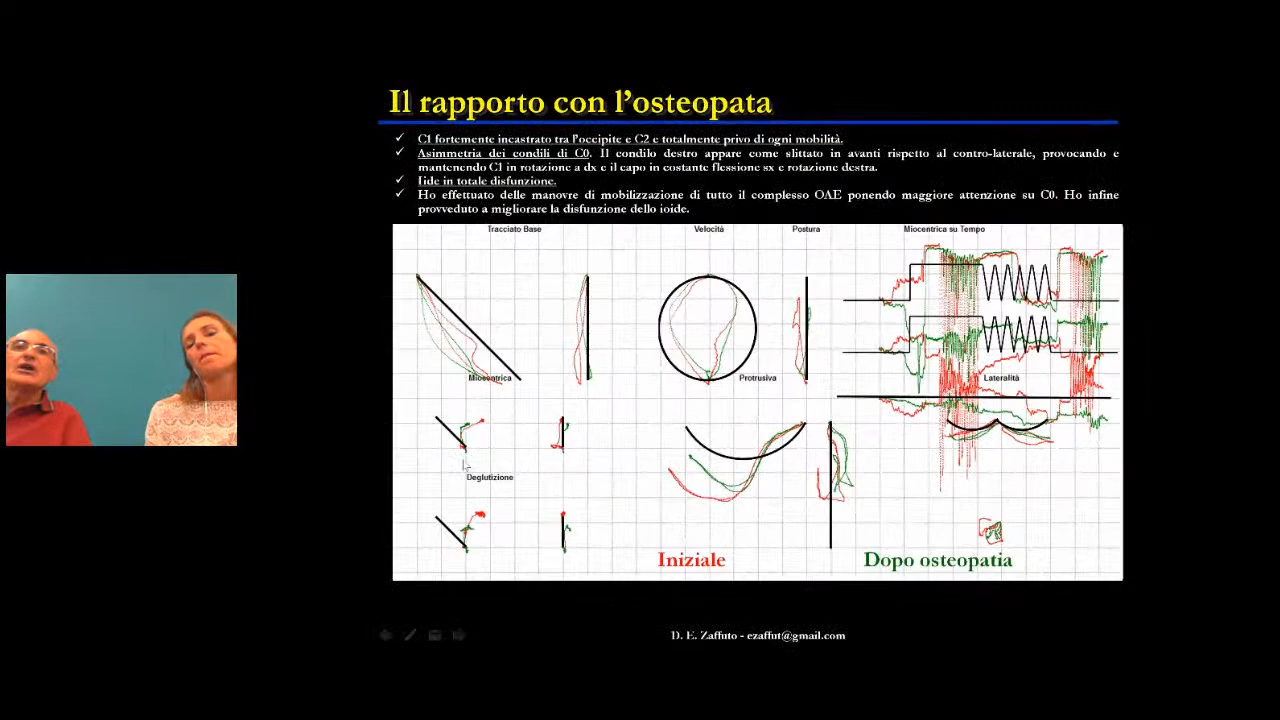 Il rapporto con l'osteopata
✓ C1 fortemente incastrato tra l'occipite e C2 e totalmente privo di ogni mobilità.
✓ Asimmetria dei condili di C0. Il condilo destro appare come slittato in avanti rispetto al contro-laterale, provocando e
mantenendo C1 in rotazione a dx e il capo in costante flessione sx e rotazione destra.
✓ Iide in totale disfunzione.
✓ Ho effettuato delle manovre di mobilizzazione di tutto il complesso OAE ponendo maggiore attenzione su C0. Ho infine
provveduto a migliorare la disfunzione dello ioide.
Tracciato Base Velocità Postura Miocentrica su Tempo
Miocentrica Protrusiva Lateralità
Deglutizione
Iniziale Dopo osteopatia
D. E. Zaffuto - ezaffut@gmail.com